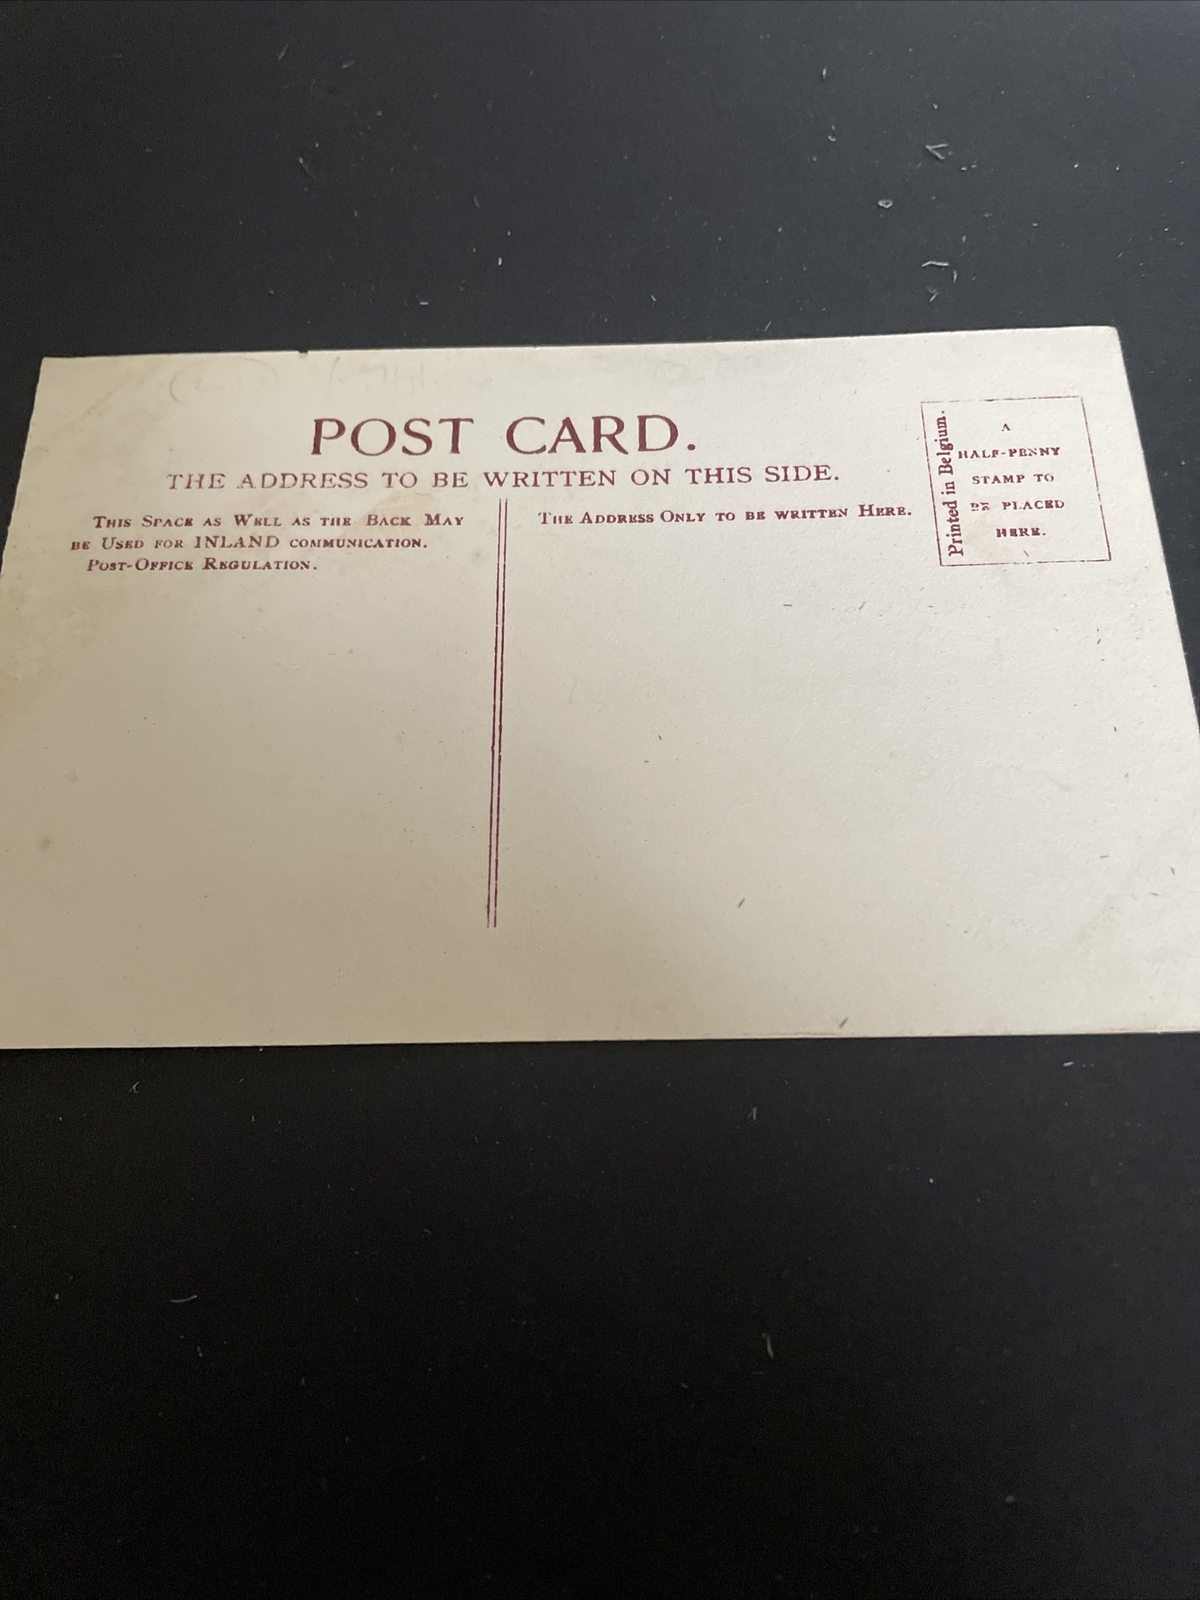 POST CARD.
THE ADDRESS TO BE WRITTEN ON THIS SIDE.
THIS SPACE AS WELL AS THE BACK MAY
BE USED FOR INLAND COMMUNICATION.
POST-OFFICE REGULATION.
THE ADDRESS ONLY TO BE WRITTEN HERE.
Printed in Belgium.
A
HALF-PENNY
STAMP TO
BE PLACED
HERE.